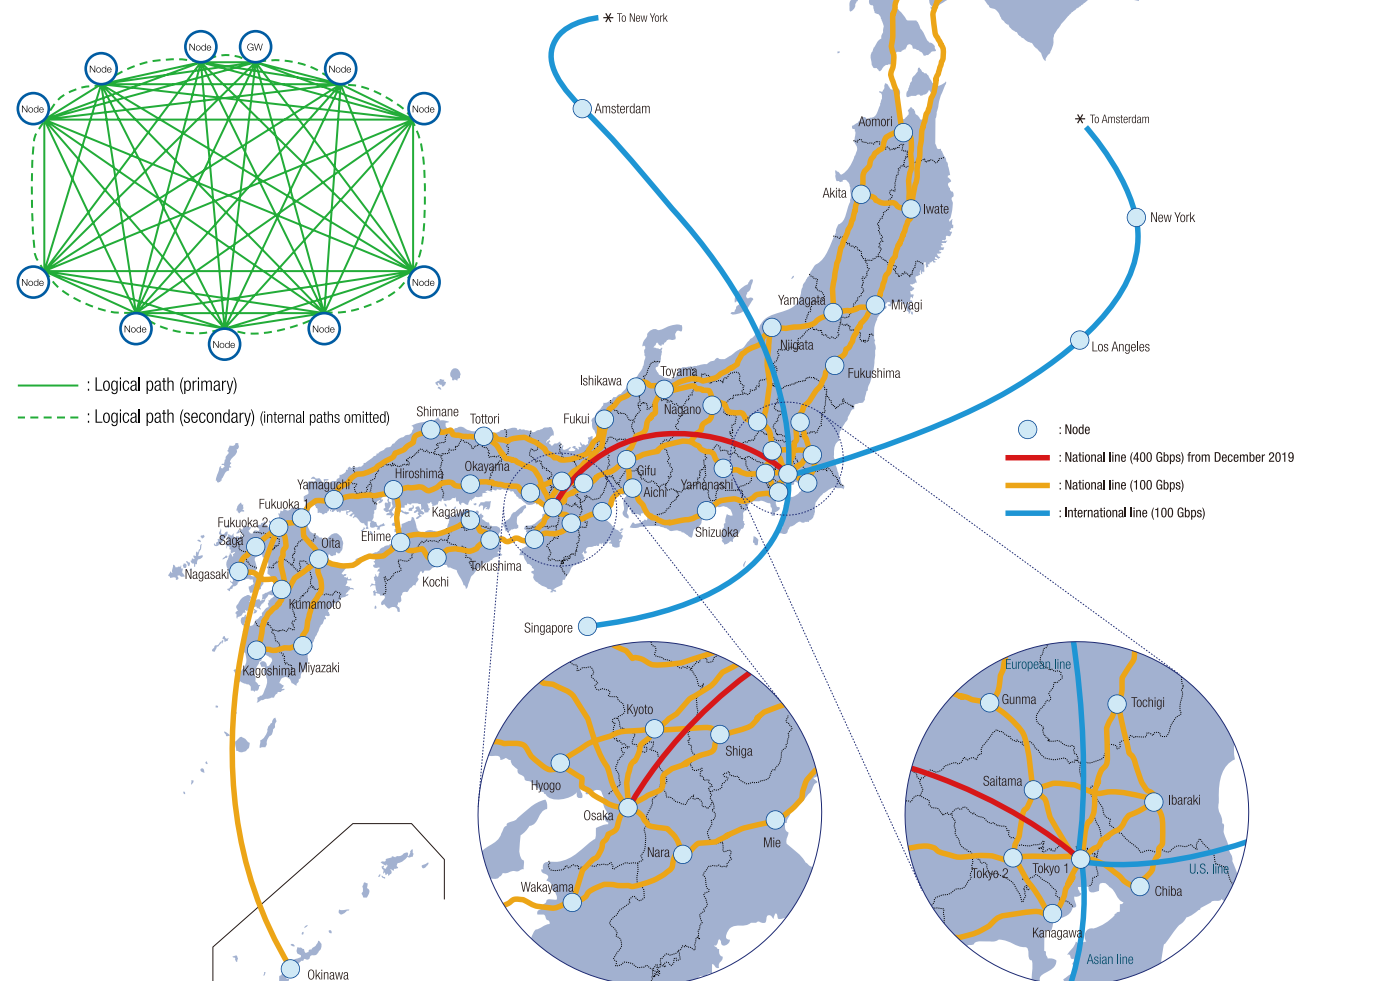 Node
GW
Node
Node
Node
Node
Node
Node
Node
Node
Node
: Logical path (primary)
: Logical path (secondary) (internal paths omitted)
* To New York
Amsterdam
* To Amsterdam
New York
Los Angeles
Singapore
Aomori
Akita
Iwate
Yamagata
Miyagi
Niigata
Fukushima
Ishikawa
Toyama
Nagano
Fukui
Shimane
Tottori
Hiroshima
Okayama
Gifu
Yamanashi
Aichi
Shizuoka
Yamaguchi
Fukuoka 1
Fukuoka 2
Saga
Oita
Ehime
Kagawa
Nagasaki
Kochi
Tokushima
Kumamoto
Kagoshima
Miyazaki
Okinawa
: Node
: National line (400 Gbps) from December 2019
: National line (100 Gbps)
: International line (100 Gbps)
Kyoto
Shiga
Hyogo
Osaka
Mie
Nara
Wakayama
European line
Gunma
Tochigi
Saitama
Ibaraki
Tokyo 2
Tokyo 1
U.S. line
Chiba
Kanagawa
Asian line